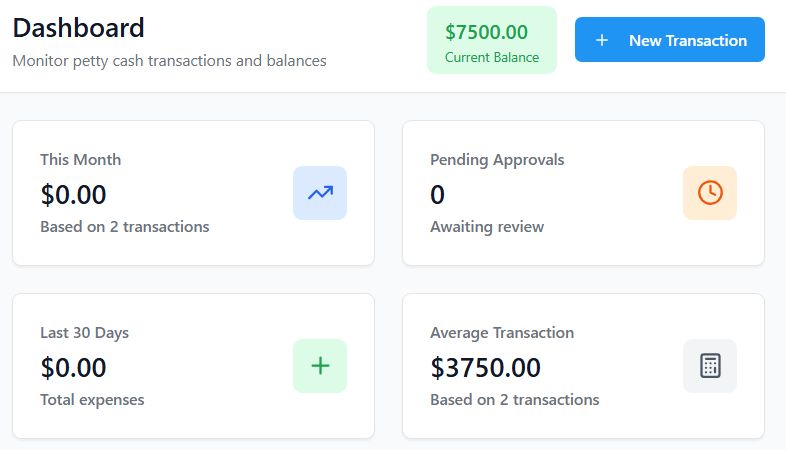 Dashboard
Monitor petty cash transactions and balances
$7500.00
Current Balance
+ New Transaction
This Month
$0.00
Based on 2 transactions
Pending Approvals
0
Awaiting review
Last 30 Days
$0.00
Total expenses
Average Transaction
$3750.00
Based on 2 transactions